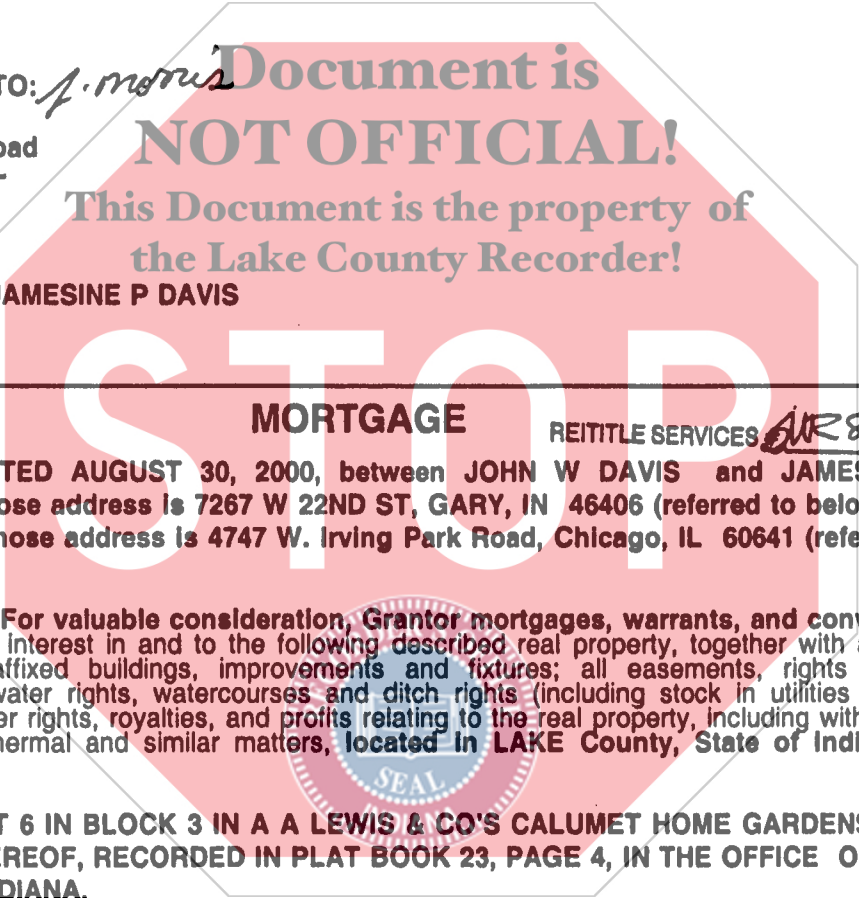 TO: J. Morris
Document is
oad
NOT OFFICIAL!
This Document is the property of
the Lake County Recorder!
JAMESINE P DAVIS
STOP
MORTGAGE
REITITLE SERVICES
TED AUGUST 30, 2000, between JOHN W DAVIS and JAMES
ose address is 7267 W 22ND ST, GARY, IN 46406 (referred to belo
hose address is 4747 W. Irving Park Road, Chicago, IL 60641 (refe
For valuable consideration, Grantor mortgages, warrants, and conv
interest in and to the following described real property, together with a
affixed buildings, improvements and fixtures; all easements, rights
water rights, watercourses and ditch rights (including stock in utilities
er rights, royalties, and profits relating to the real property, including with
hermal and similar matters, located in LAKE County, State of Indi
SEAL
INDIANA
T 6 IN BLOCK 3 IN A A LEWIS & CO'S CALUMET HOME GARDENS
EREOF, RECORDED IN PLAT BOOK 23, PAGE 4, IN THE OFFICE O
DIANA.